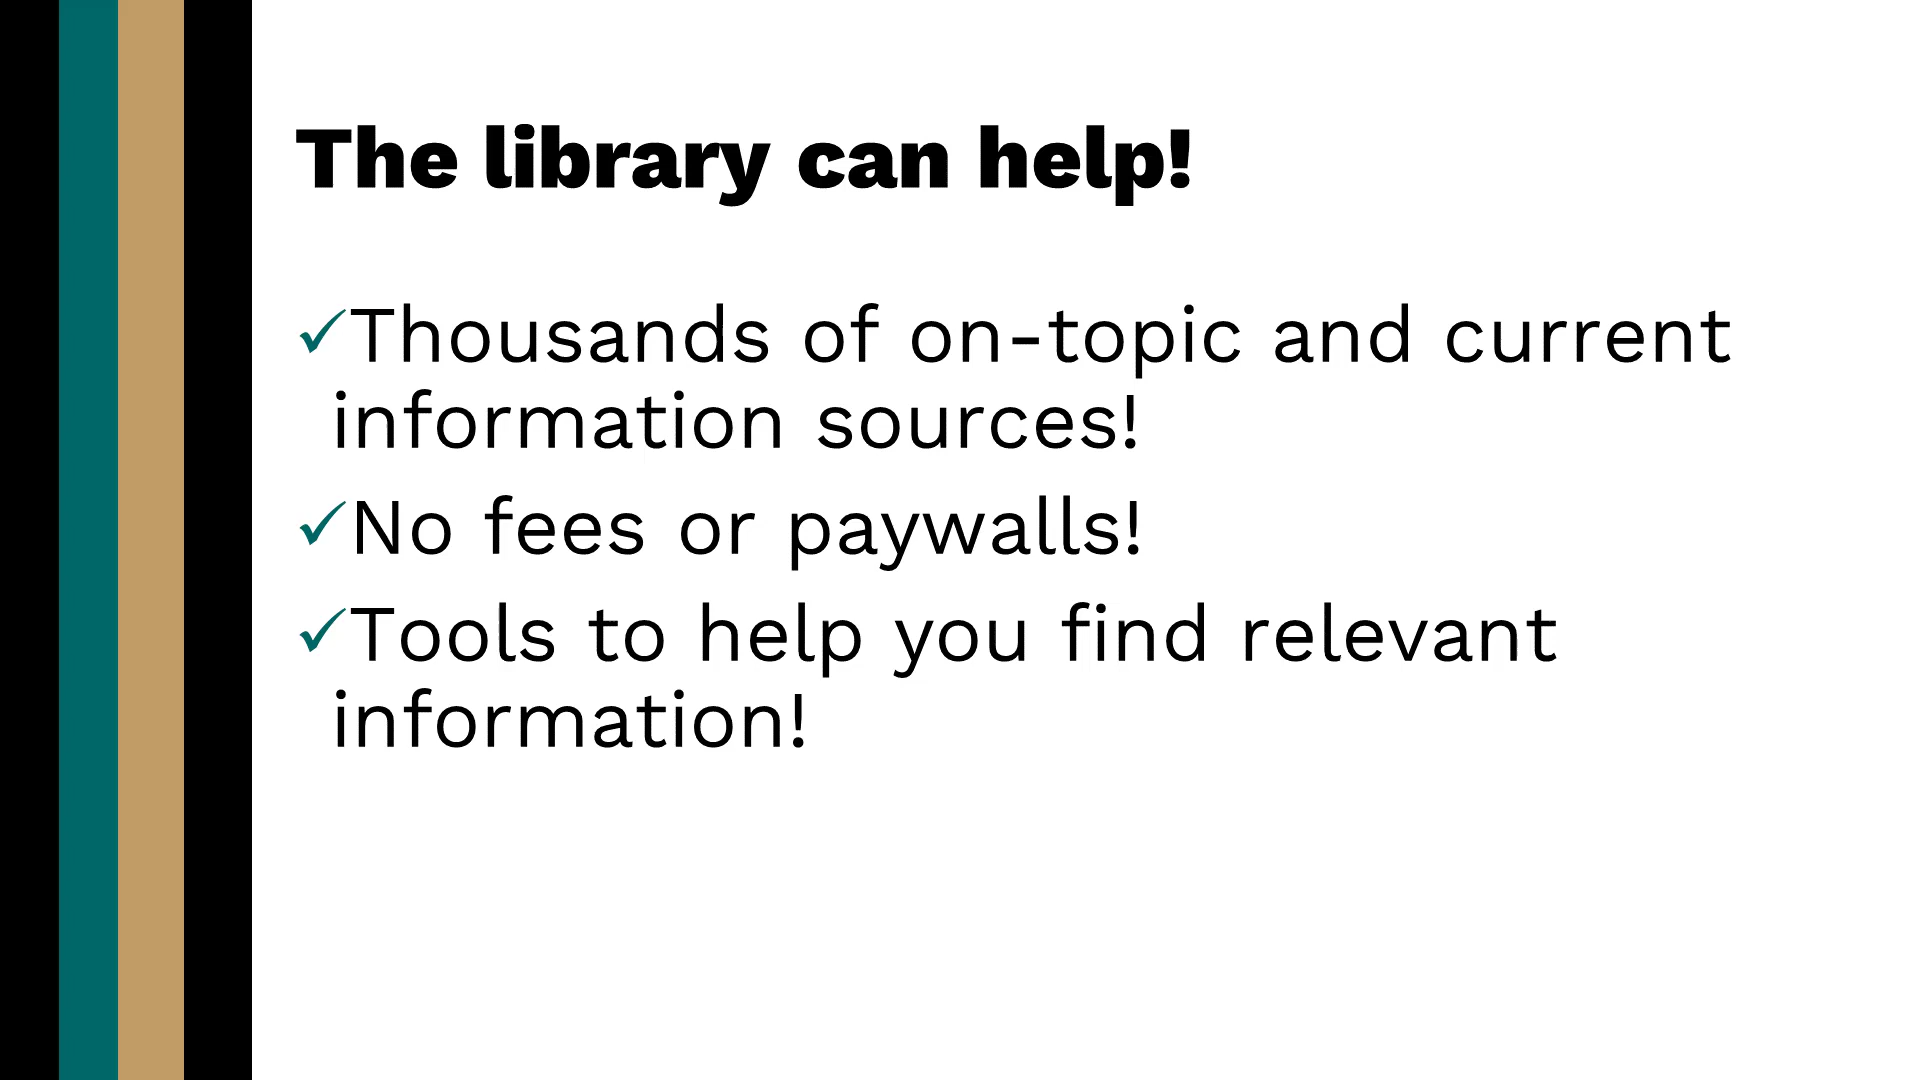 The library can help!
✓Thousands of on-topic and current
information sources!
✓No fees or paywalls!
✓Tools to help you find relevant
information!